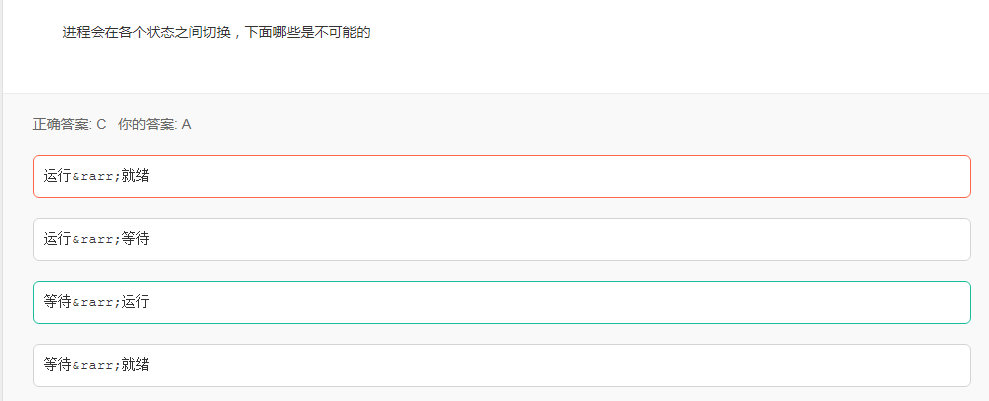 进程会在各个状态之间切换，下面哪些是不可能的
正确答案: C 你的答案: A
运行&rarr;就绪
运行&rarr;等待
等待&rarr;运行
等待&rarr;就绪